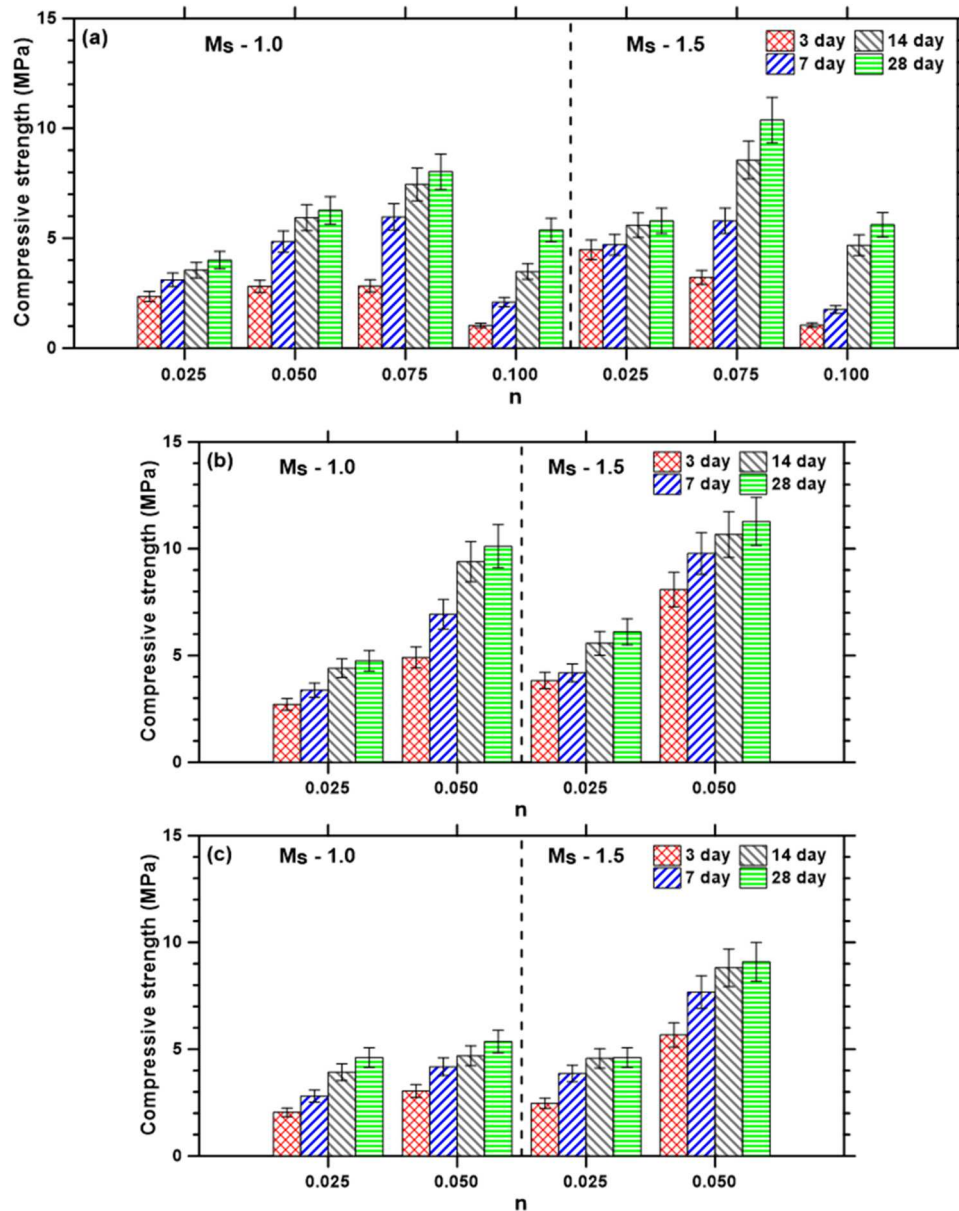 (a) Ms - 1.0 Ms - 1.5 3 day 14 day
7 day 28 day
Compressive strength (MPa)
15
10
5
0
0.025 0.050 0.075 0.100 0.025 0.075 0.100
n
(b) Ms - 1.0 Ms - 1.5 3 day 14 day
7 day 28 day
Compressive strength (MPa)
15
10
5
0
0.025 0.050 0.025 0.050
n
(c) Ms - 1.0 Ms - 1.5 3 day 14 day
7 day 28 day
Compressive strength (MPa)
15
10
5
0
0.025 0.050 0.025 0.050
n